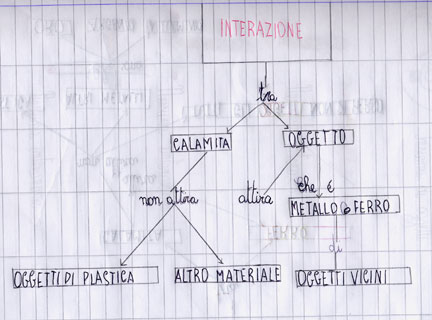 INTERAZIONE
tra
CALAMITA
OGGETTO
non attira
attira
che é
METALLO o FERRO
di
OGGETTI DI PLASTICA
ALTRO MATERIALE
OGGETTI VICINI